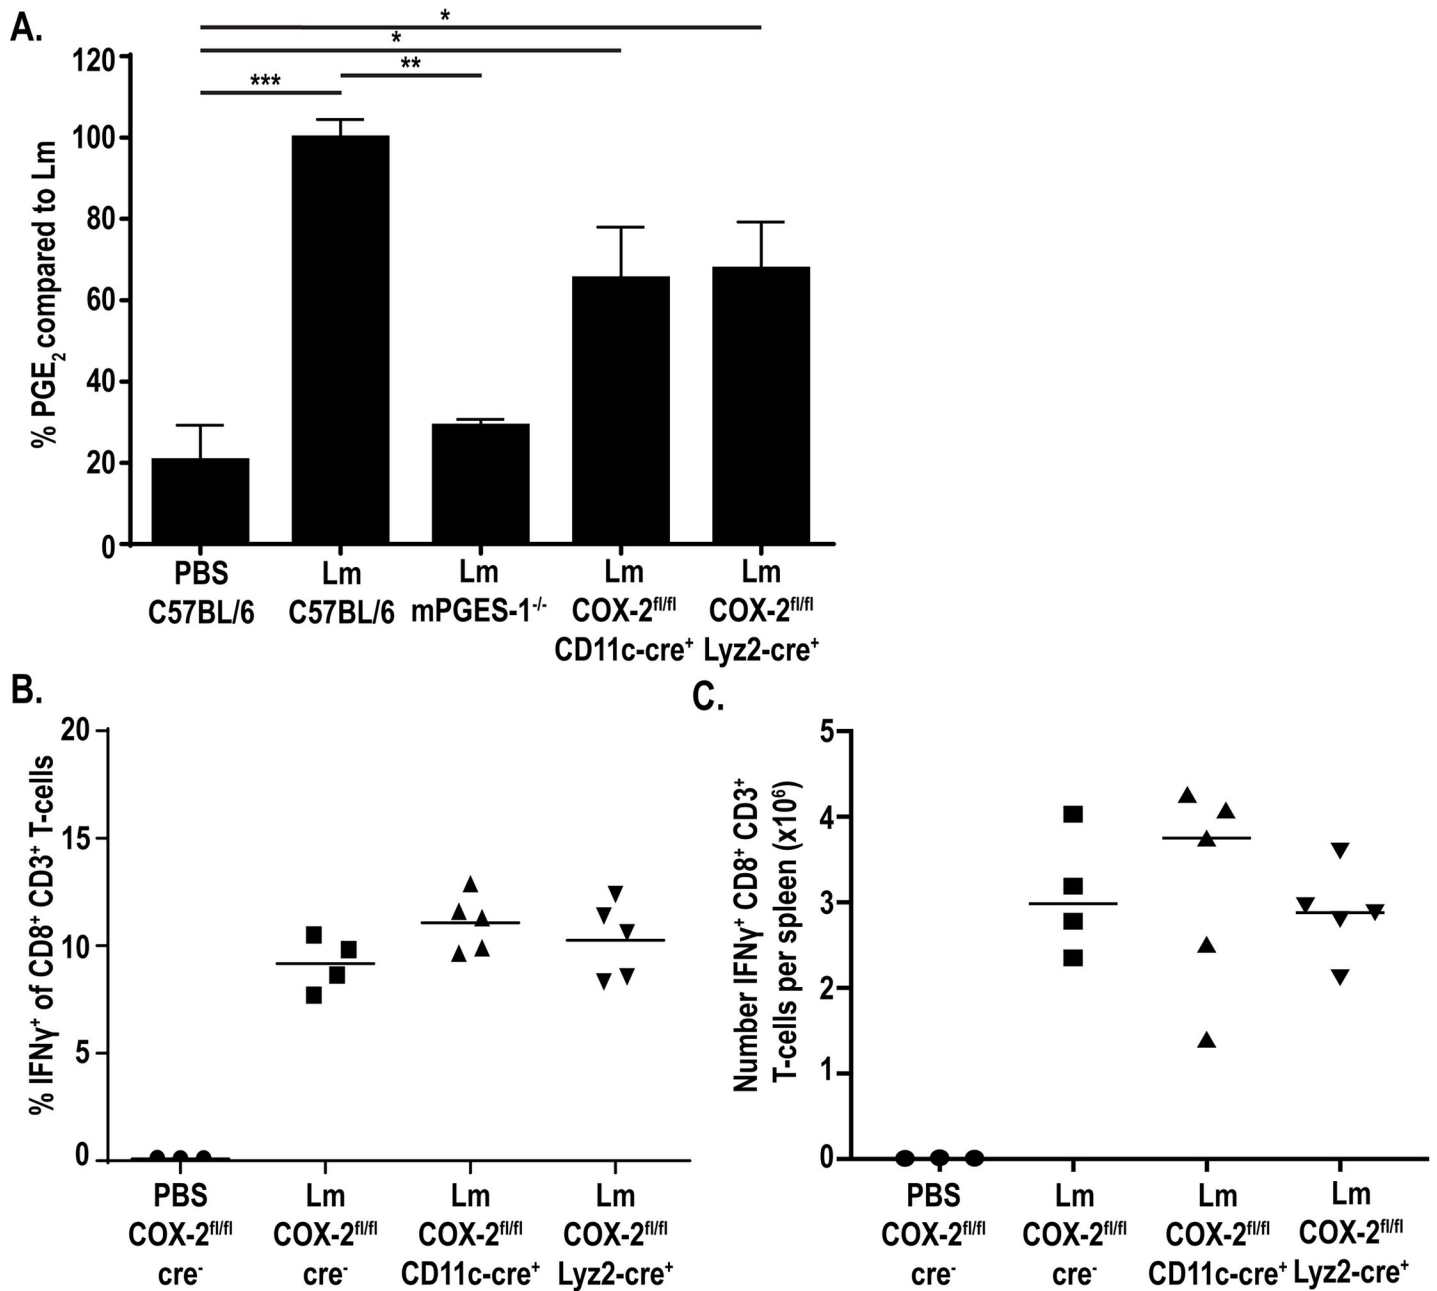 A.
*
*
**
***
% PGE2 compared to Lm
120
100
80
60
40
20
0
PBS
C57BL/6
Lm
C57BL/6
Lm
mPGES-1-/-
Lm
COX-2fl/fl
CD11c-cre+
Lm
COX-2fl/fl
Lyz2-cre+
B.
% IFNγ+ of CD8+ CD3+ T-cells
20
15
10
5
0
PBS
COX-2fl/fl
cre-
Lm
COX-2fl/fl
cre-
Lm
COX-2fl/fl
CD11c-cre+
Lm
COX-2fl/fl
Lyz2-cre+
C.
Number IFNγ+ CD8+ CD3+
T-cells per spleen (x10⁶)
5
4
3
2
1
0
PBS
COX-2fl/fl
cre-
Lm
COX-2fl/fl
cre-
Lm
COX-2fl/fl
CD11c-cre+
Lm
COX-2fl/fl
Lyz2-cre+